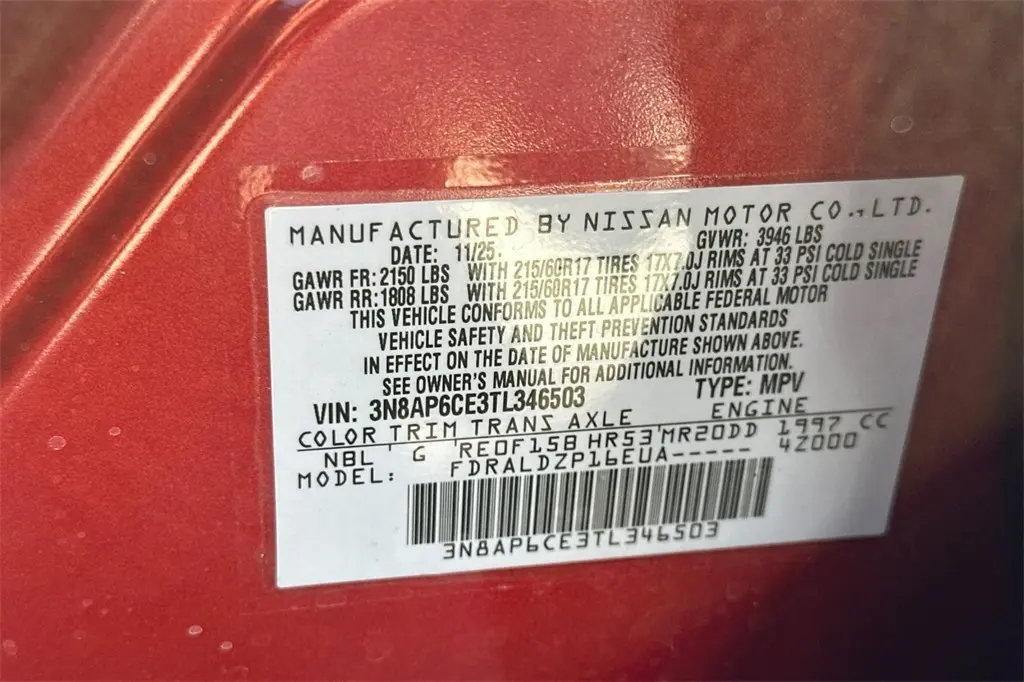 MANUFACTURED BY NISSAN MOTOR CO.,LTD.
DATE: 11/25 GVWR: 3946 LBS
GAWR FR: 2150 LBS WITH 215/60R17 TIRES 17X7.0J RIMS AT 33 PSI COLD SINGLE
GAWR RR: 1808 LBS WITH 215/60R17 TIRES 17X7.0J RIMS AT 33 PSI COLD SINGLE
THIS VEHICLE CONFORMS TO ALL APPLICABLE FEDERAL MOTOR
VEHICLE SAFETY AND THEFT PREVENTION STANDARDS
IN EFFECT ON THE DATE OF MANUFACTURE SHOWN ABOVE.
SEE OWNER'S MANUAL FOR ADDITIONAL INFORMATION.
VIN: 3N8AP6CE3TL346503 TYPE: MPV
COLOR TRIM TRANS AXLE ENGINE
NBL G RE0F15B HR53 MR20DD 1997 CC
MODEL: FDRALDZP16EUA----- 4Z000
3N8AP6CE3TL346503